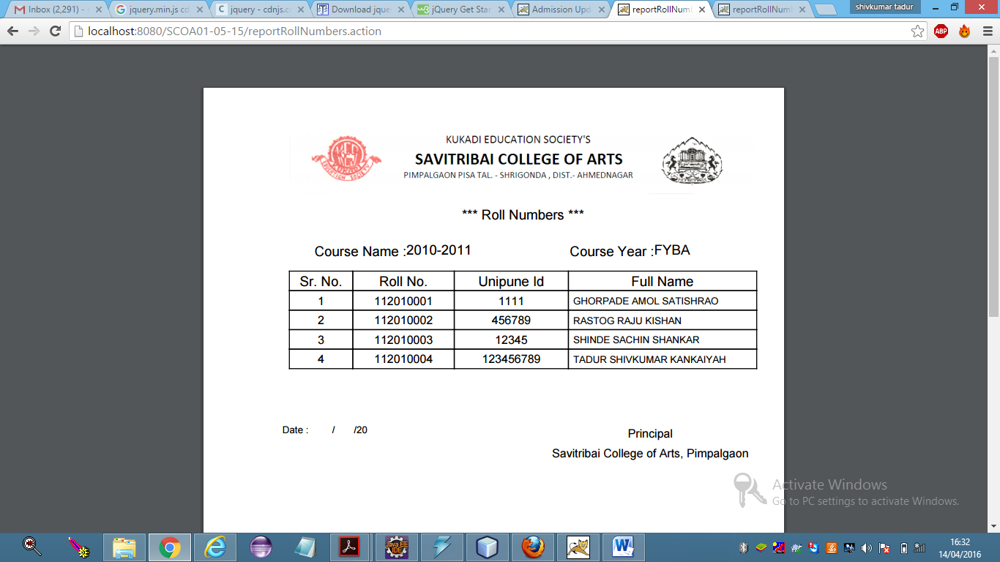 Inbox (2,291) - s
jquery.min.js cd
jquery - cdnjs.c
Download jque
jQuery Get Star
Admission Upd
reportRollNum
reportRollNum
shivkumar tadur
localhost:8080/SCOA01-05-15/reportRollNumbers.action
ABP
KUKADI EDUCATION SOCIETY'S
SAVITRIBAI COLLEGE OF ARTS
PIMPALGAON PISA TAL. - SHRIGONDA , DIST.- AHMEDNAGAR
*** Roll Numbers ***
Course Name :2010-2011 Course Year :FYBA
Sr. No. Roll No. Unipune Id Full Name
1 112010001 1111 GHORPADE AMOL SATISHRAO
2 112010002 456789 RASTOG RAJU KISHAN
3 112010003 12345 SHINDE SACHIN SHANKAR
4 112010004 123456789 TADUR SHIVKUMAR KANKAIYAH
Date : / /20
Principal
Savitribai College of Arts, Pimpalgaon
Activate Windows
Go to PC settings to activate Windows.
Java EE
IDE
16:32
14/04/2016